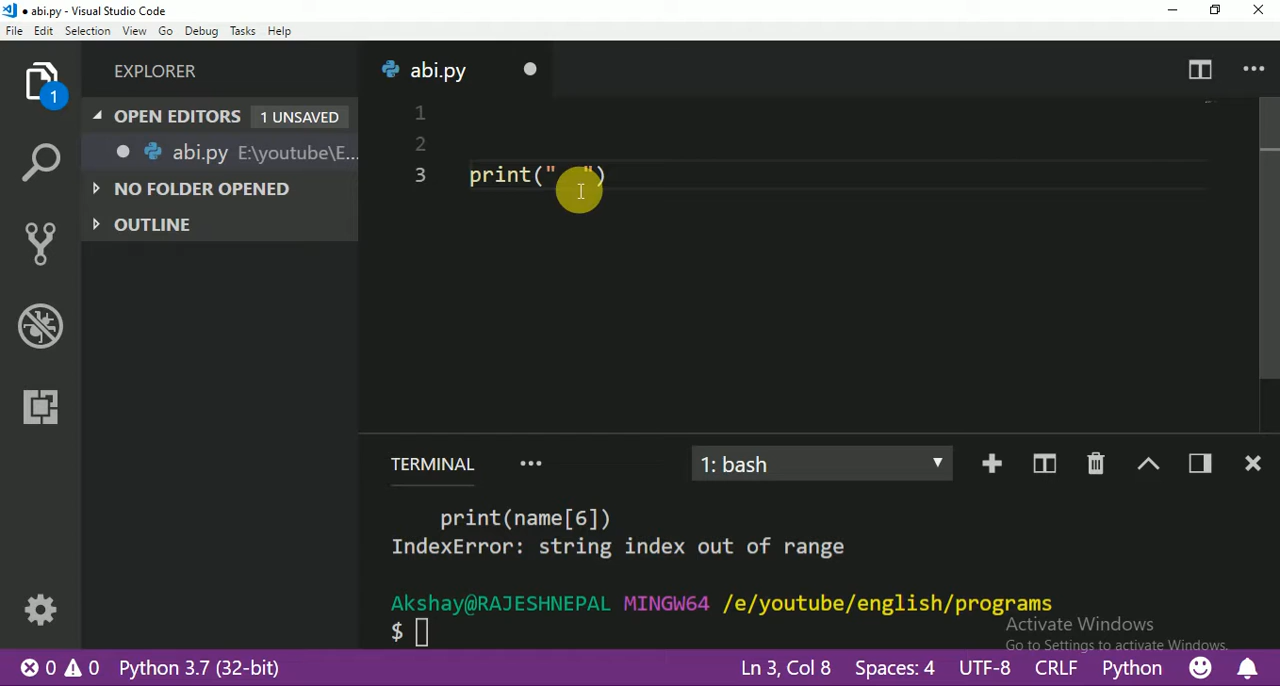 ● abi.py - Visual Studio Code
File Edit Selection View Go Debug Tasks Help
EXPLORER
abi.py
1
OPEN EDITORS 1 UNSAVED
abi.py E:\youtube\E...
NO FOLDER OPENED
OUTLINE
1
2
3 print("  ")
TERMINAL ••• 1: bash
print(name[6])
IndexError: string index out of range
Akshay@RAJESHNEPAL MINGW64 /e/youtube/english/programs
$
Activate Windows
Go to Settings to activate Windows.
0 0 Python 3.7 (32-bit) Ln 3, Col 8 Spaces: 4 UTF-8 CRLF Python